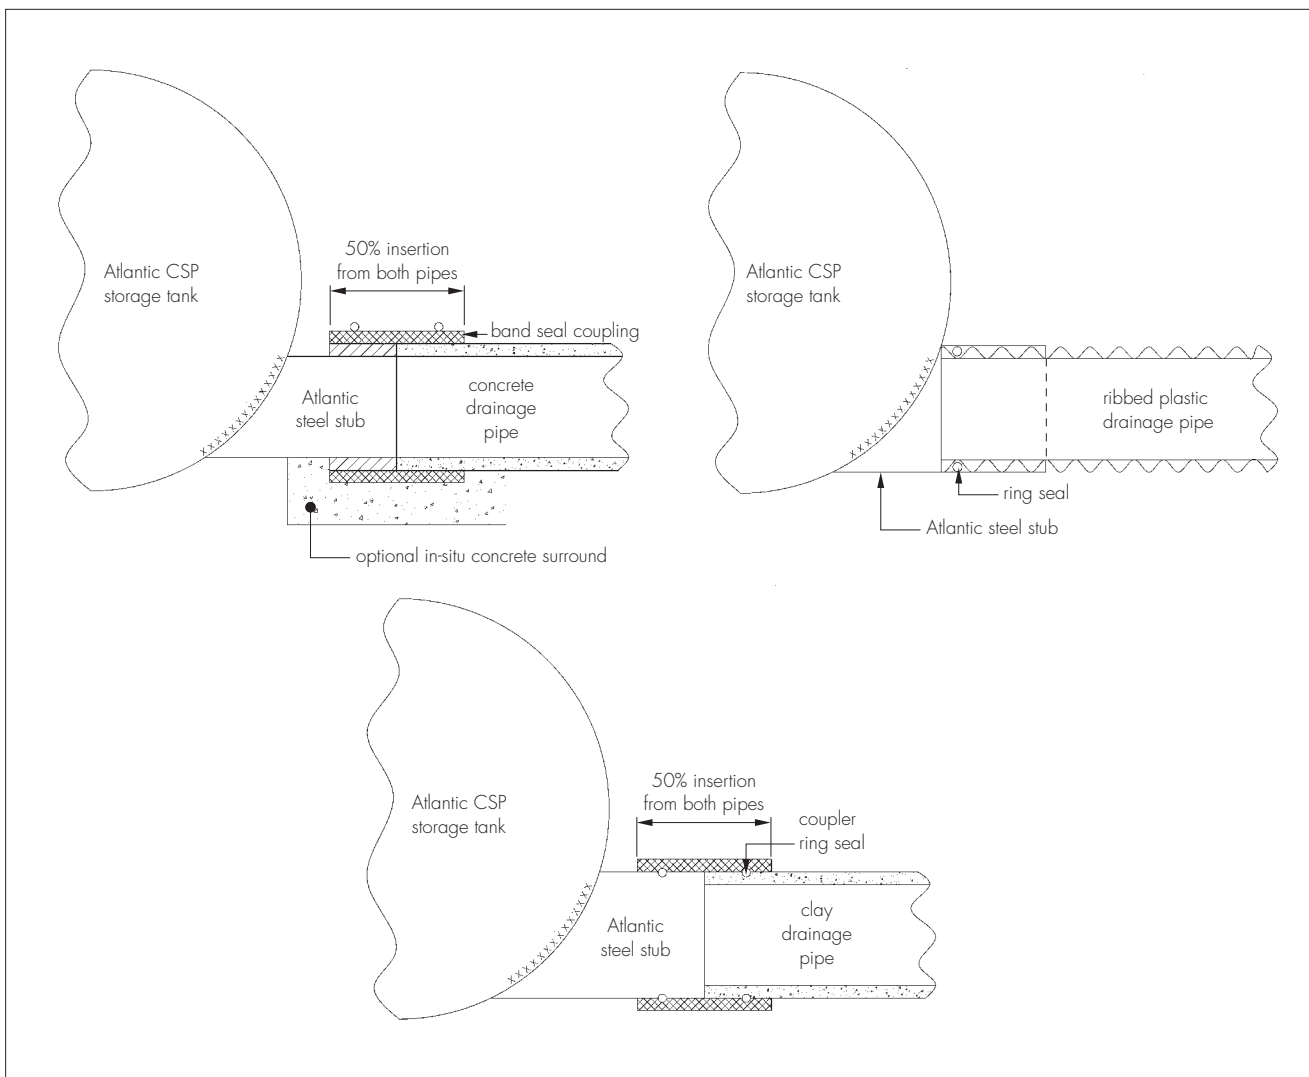 Atlantic CSP
storage tank
50% insertion
from both pipes
band seal coupling
Atlantic
steel stub
concrete
drainage
pipe
optional in-situ concrete surround
Atlantic CSP
storage tank
ribbed plastic
drainage pipe
ring seal
Atlantic steel stub
Atlantic CSP
storage tank
50% insertion
from both pipes
coupler
ring seal
Atlantic
steel stub
clay
drainage
pipe